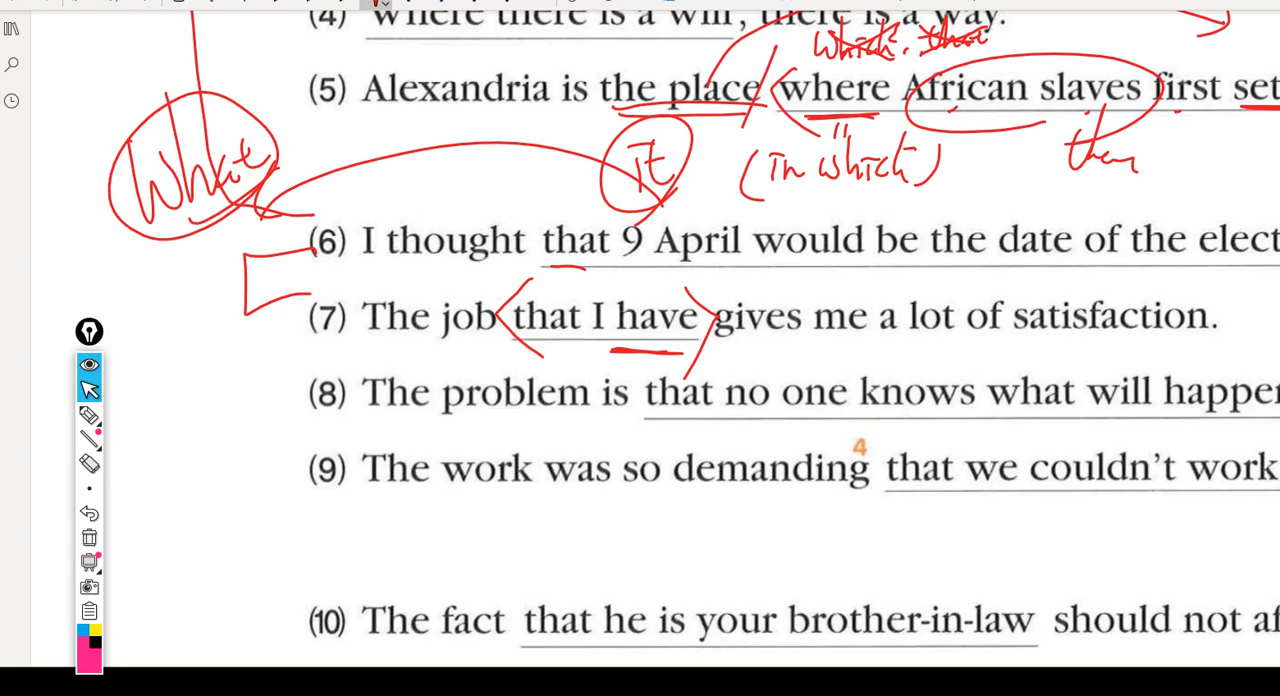 (4) where there is a will, there is a way.
which. that
(5) Alexandria is the place where African slaves first set
What
it
(in which)
them
(6) I thought that 9 April would be the date of the elect
(7) The job that I have gives me a lot of satisfaction.
(8) The problem is that no one knows what will happen
4
(9) The work was so demanding that we couldn't work
(10) The fact that he is your brother-in-law should not af